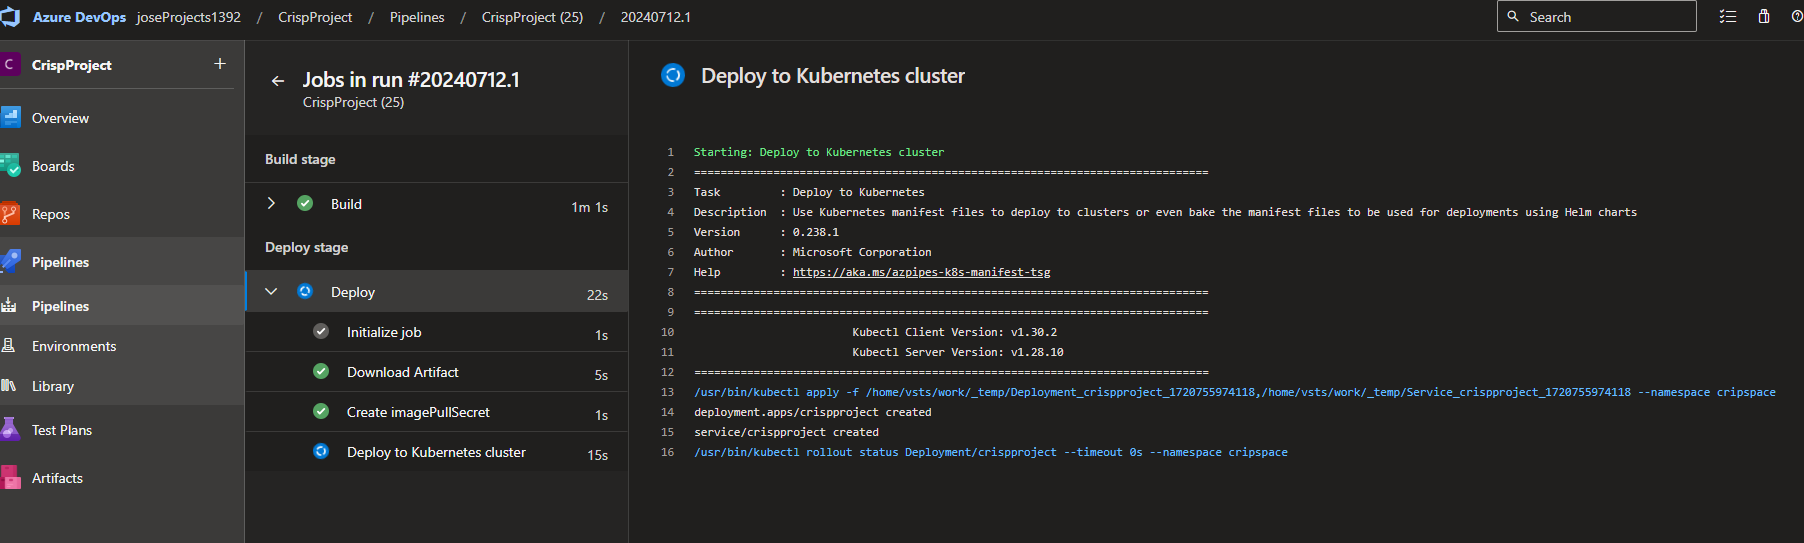 Azure DevOps joseProjects1392 / CrispProject / Pipelines / CrispProject (25) / 20240712.1
Search
C CrispProject +
Overview
Boards
Repos
Pipelines
Pipelines
Environments
Library
Test Plans
Artifacts
Jobs in run #20240712.1
CrispProject (25)
Build stage
Build 1m 1s
Deploy stage
Deploy 22s
Initialize job 1s
Download Artifact 5s
Create imagePullSecret 1s
Deploy to Kubernetes cluster 15s
Deploy to Kubernetes cluster
1 Starting: Deploy to Kubernetes cluster
2 ==============================================================================
3 Task         : Deploy to Kubernetes
4 Description  : Use Kubernetes manifest files to deploy to clusters or even bake the manifest files to be used for deployments using Helm charts
5 Version      : 0.238.1
6 Author       : Microsoft Corporation
7 Help         : https://aka.ms/azpipes-k8s-manifest-tsg
8 ==============================================================================
9 ==============================================================================
10 Kubectl Client Version: v1.30.2
11 Kubectl Server Version: v1.28.10
12 ==============================================================================
13 /usr/bin/kubectl apply -f /home/vsts/work/_temp/Deployment_crispproject_1720755974118,/home/vsts/work/_temp/Service_crispproject_1720755974118 --namespace cripspace
14 deployment.apps/crispproject created
15 service/crispproject created
16 /usr/bin/kubectl rollout status Deployment/crispproject --timeout 0s --namespace cripspace